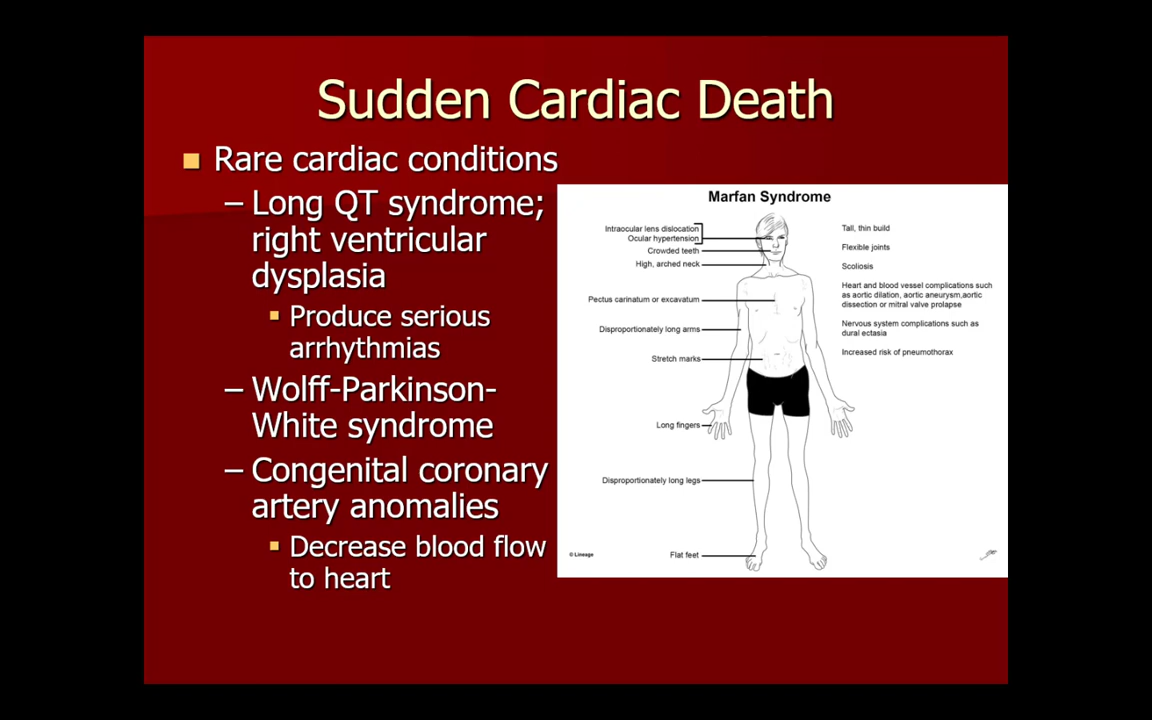 Sudden Cardiac Death
■ Rare cardiac conditions
– Long QT syndrome;
right ventricular
dysplasia
▪ Produce serious
arrhythmias
– Wolff-Parkinson-
White syndrome
– Congenital coronary
artery anomalies
▪ Decrease blood flow
to heart
Marfan Syndrome
Intraocular lens dislocation
Ocular hypertension
Crowded teeth
High, arched neck
Pectus carinatum or excavatum
Disproportionately long arms
Stretch marks
Long fingers
Disproportionately long legs
Flat feet
Tall, thin build
Flexible joints
Scoliosis
Heart and blood vessel complications such
as aortic dilation, aortic aneurysm,aortic
dissection or mitral valve prolapse
Nervous system complications such as
dural ectasia
Increased risk of pneumothorax
© Lineage